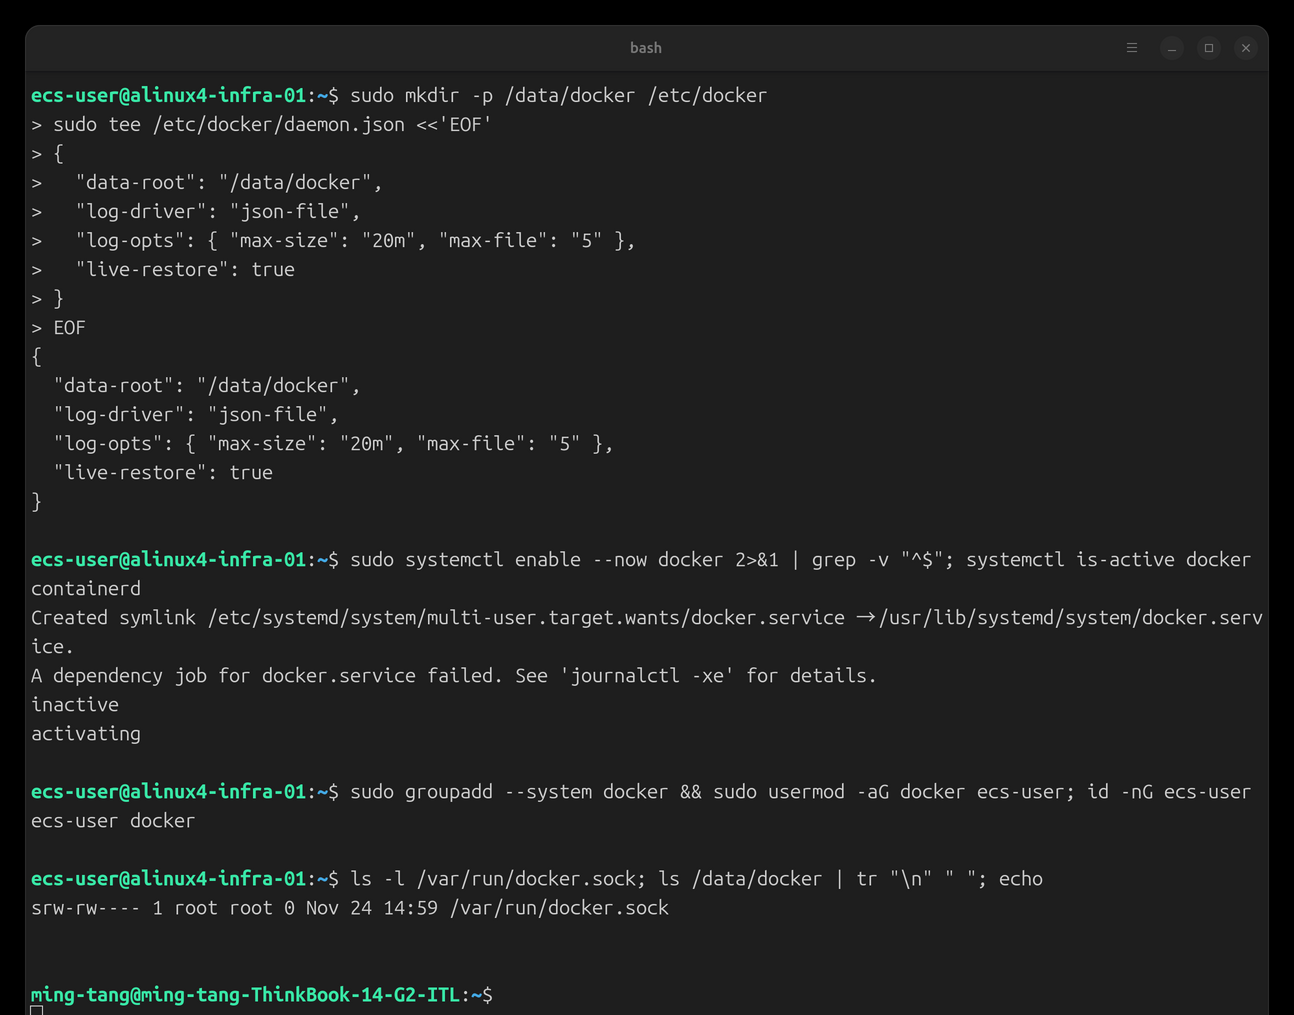 bash
ecs-user@alinux4-infra-01:~$ sudo mkdir -p /data/docker /etc/docker
> sudo tee /etc/docker/daemon.json <<'EOF'
> {
>   "data-root": "/data/docker",
>   "log-driver": "json-file",
>   "log-opts": { "max-size": "20m", "max-file": "5" },
>   "live-restore": true
> }
> EOF
{
  "data-root": "/data/docker",
  "log-driver": "json-file",
  "log-opts": { "max-size": "20m", "max-file": "5" },
  "live-restore": true
}
ecs-user@alinux4-infra-01:~$ sudo systemctl enable --now docker 2>&1 | grep -v "^$"; systemctl is-active docker
containerd
Created symlink /etc/systemd/system/multi-user.target.wants/docker.service →/usr/lib/systemd/system/docker.serv
ice.
A dependency job for docker.service failed. See 'journalctl -xe' for details.
inactive
activating
ecs-user@alinux4-infra-01:~$ sudo groupadd --system docker && sudo usermod -aG docker ecs-user; id -nG ecs-user
ecs-user docker
ecs-user@alinux4-infra-01:~$ ls -l /var/run/docker.sock; ls /data/docker | tr "\n" " "; echo
srw-rw---- 1 root root 0 Nov 24 14:59 /var/run/docker.sock
ming-tang@ming-tang-ThinkBook-14-G2-ITL:~$